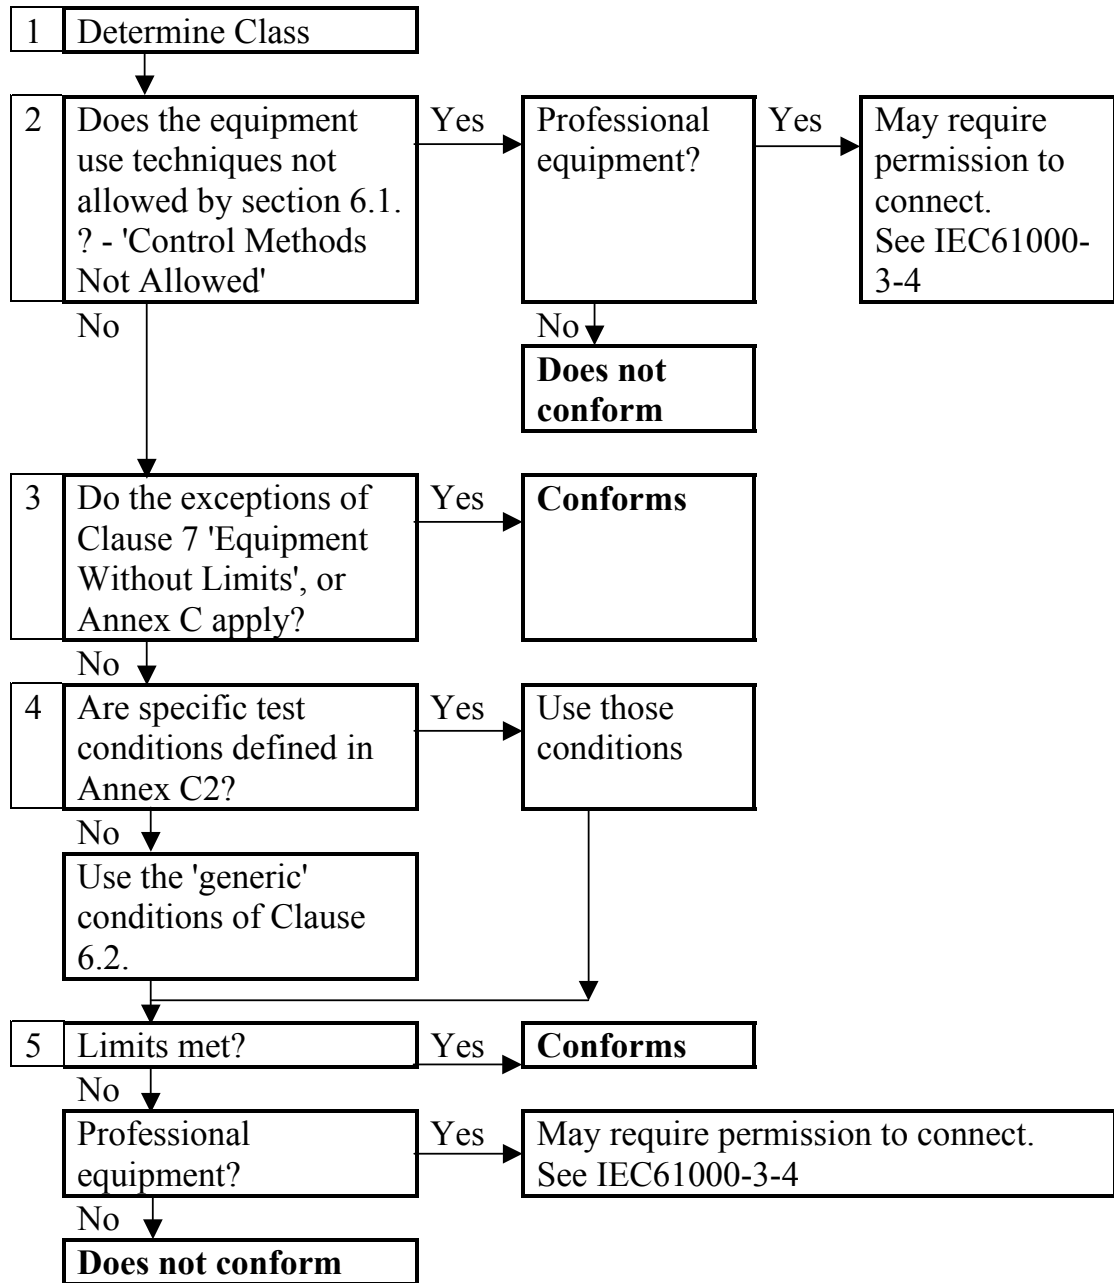 1
Determine Class
2
Does the equipment
use techniques not
allowed by section 6.1.
? - 'Control Methods
Not Allowed'
Yes
Professional
equipment?
Yes
May require
permission to
connect.
See IEC61000-
3-4
No
No
Does not
conform
3
Do the exceptions of
Clause 7 'Equipment
Without Limits', or
Annex C apply?
Yes
Conforms
No
4
Are specific test
conditions defined in
Annex C2?
Yes
Use those
conditions
No
Use the 'generic'
conditions of Clause
6.2.
5
Limits met?
Yes
Conforms
No
Professional
equipment?
Yes
May require permission to connect.
See IEC61000-3-4
No
Does not conform